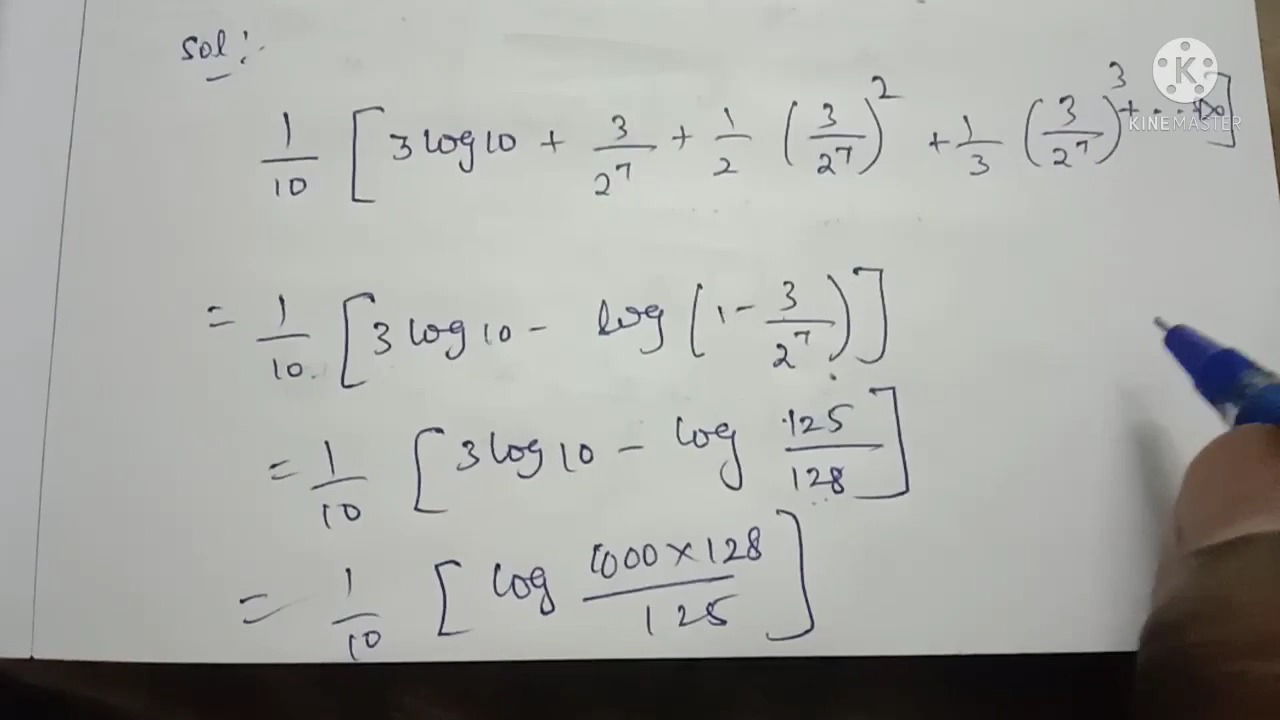 Sol :-
1/10 [ 3 log 10 + 3/2^7 + 1/2 (3/2^7)^2 + 1/3 (3/2^7)^3 + ... ∞ ]
KINEMASTER
= 1/10 [ 3 log 10 - log (1 - 3/2^7) ]
= 1/10 [ 3 log 10 - log 125/128 ]
= 1/10 [ log 1000 × 128 / 125 ]